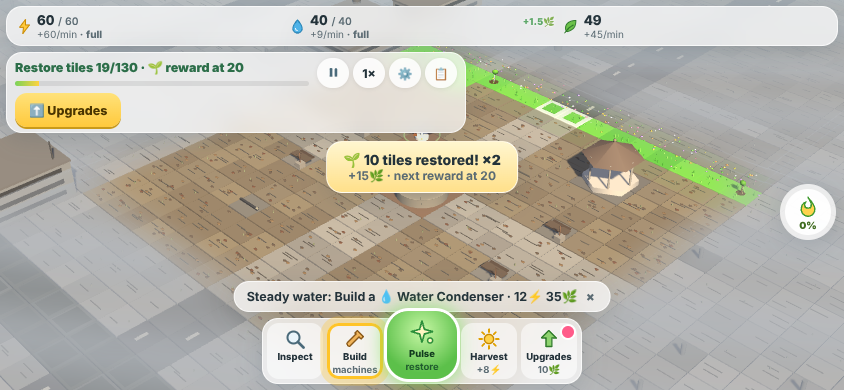 60 / 60
+60/min · full
40 / 40
+9/min · full
+1.5
49
+45/min
Restore tiles 19/130 · reward at 20
1×
Upgrades
10 tiles restored! ×2
+15 · next reward at 20
0%
Steady water: Build a Water Condenser · 12 35 ×
Inspect
Build
machines
Pulse
restore
Harvest
+8
Upgrades
10